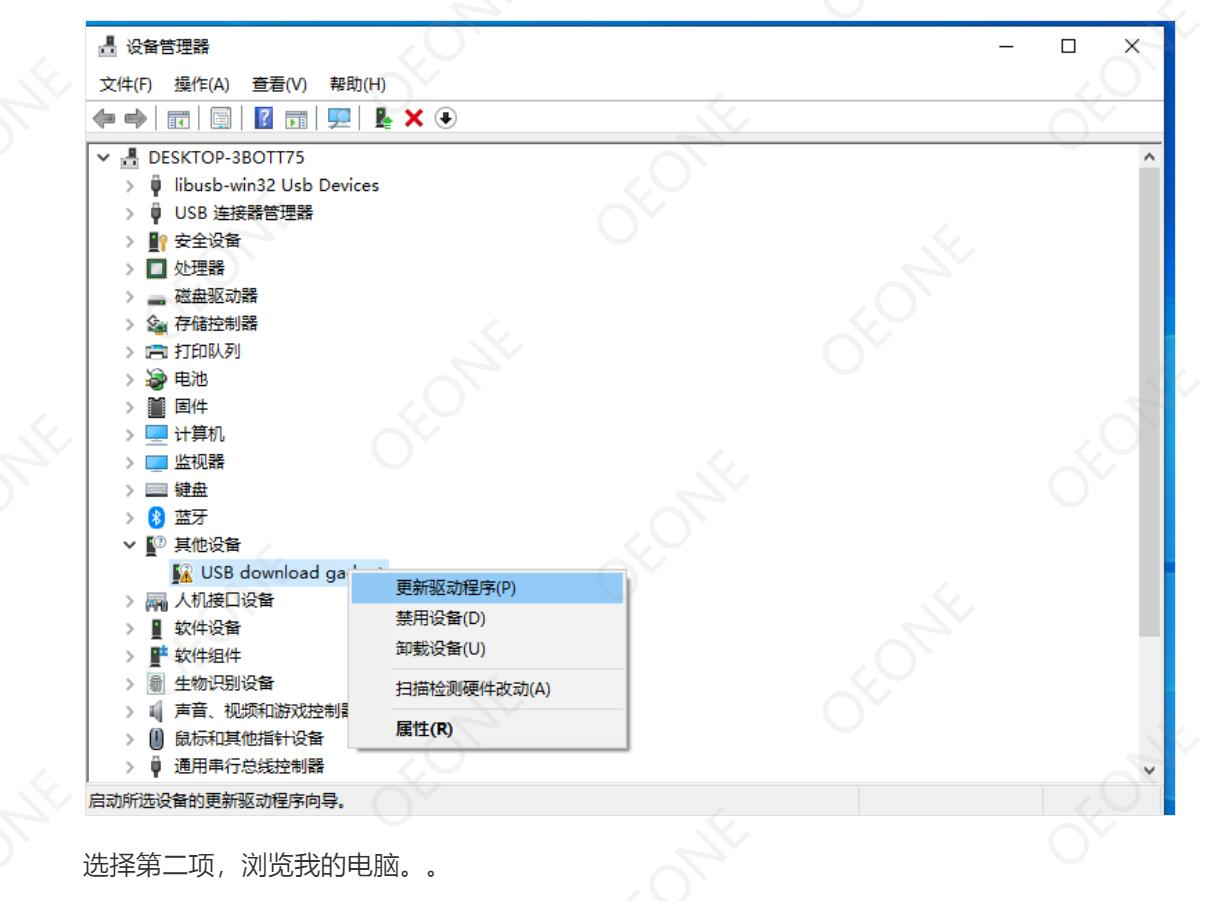 设备管理器
文件(F) 操作(A) 查看(V) 帮助(H)
DESKTOP-3BOTT75
libusb-win32 Usb Devices
USB 连接器管理器
安全设备
处理器
磁盘驱动器
存储控制器
打印队列
电池
固件
计算机
监视器
键盘
蓝牙
其他设备
USB download
更新驱动程序(P)
人机接口设备
禁用设备(D)
软件设备
卸载设备(U)
软件组件
生物识别设备
扫描检测硬件改动(A)
声音、视频和游戏控制
属性(R)
鼠标和其他指针设备
通用串行总线控制器
启动所选设备的更新驱动程序向导。
选择第二项，浏览我的电脑。。
OEONE